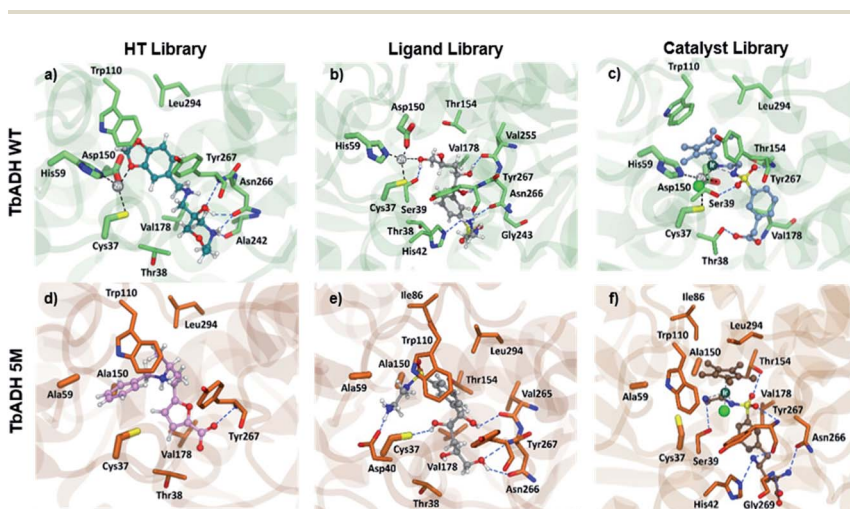 HT Library
Ligand Library
Catalyst Library
TbADH WT
a)
Trp110
Leu294
Asp150
His59
Tyr267
Asn266
Val178
Cys37
Ala242
Thr38
b)
Asp150
Thr154
His59
Val178
Val255
Tyr267
Cys37
Ser39
Asn266
Thr38
His42
Gly243
c)
Trp110
Leu294
His59
Thr154
Asp150
Tyr267
Ser39
Cys37
Val178
Thr38
TbADH 5M
d)
Trp110
Leu294
Ala150
Ala59
Tyr267
Cys37
Val178
Thr38
e)
Ile86
Trp110
Leu294
Ala150
Ala59
Thr154
Val265
Cys37
Tyr267
Asp40
Val178
Asn266
Thr38
f)
Ile86
Trp110
Leu294
Ala150
Thr154
Ala59
Val178
Tyr267
Cys37
Asn266
Ser39
His42
Gly269